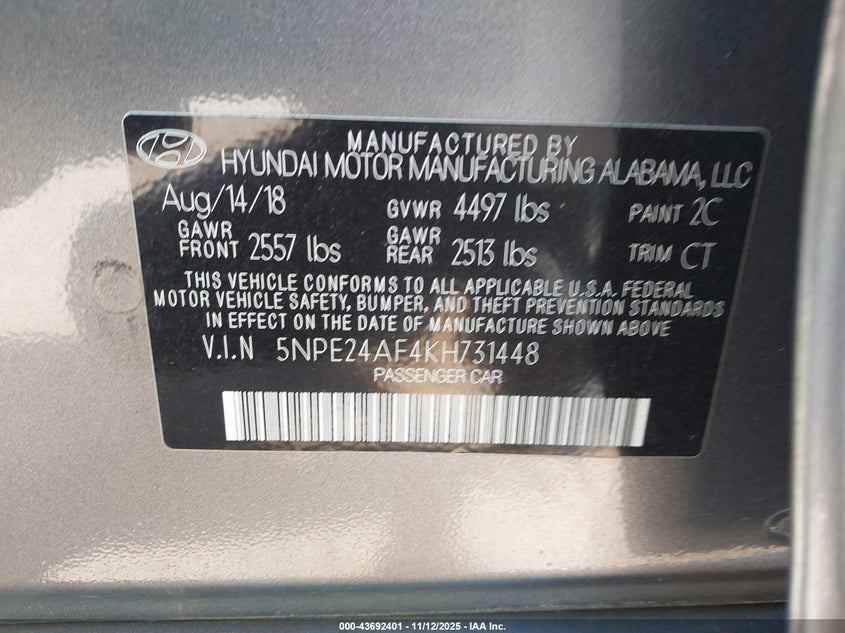 MANUFACTURED BY
HYUNDAI MOTOR MANUFACTURING ALABAMA, LLC
Aug/14/18 GVWR 4497 lbs PAINT 2C
GAWR FRONT 2557 lbs GAWR REAR 2513 lbs TRIM CT
THIS VEHICLE CONFORMS TO ALL APPLICABLE U.S.A. FEDERAL
MOTOR VEHICLE SAFETY, BUMPER, AND THEFT PREVENTION STANDARDS
IN EFFECT ON THE DATE OF MANUFACTURE SHOWN ABOVE
V.I.N 5NPE24AF4KH731448
PASSENGER CAR
000-43692401 - 11/12/2025 - IAA Inc.